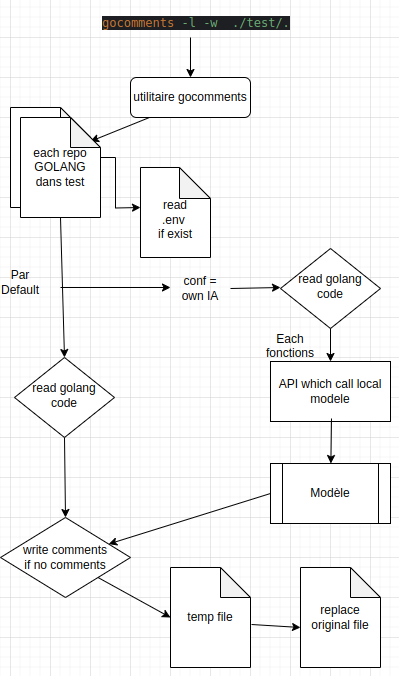 gocomments -l -w ./test/.
utilitaire gocomments
each repo
GOLANG
dans test
read
.env
if exist
Par
Default
conf =
own IA
read golang
code
Each
fonctions
API which call local
modele
read golang
code
Modèle
write comments
if no comments
temp file
replace
original file